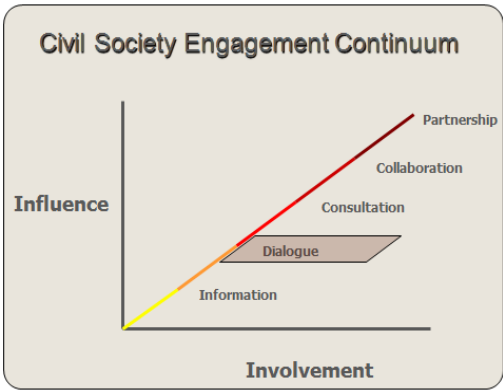 Civil Society Engagement Continuum
Partnership
Collaboration
Influence
Consultation
Dialogue
Information
Involvement